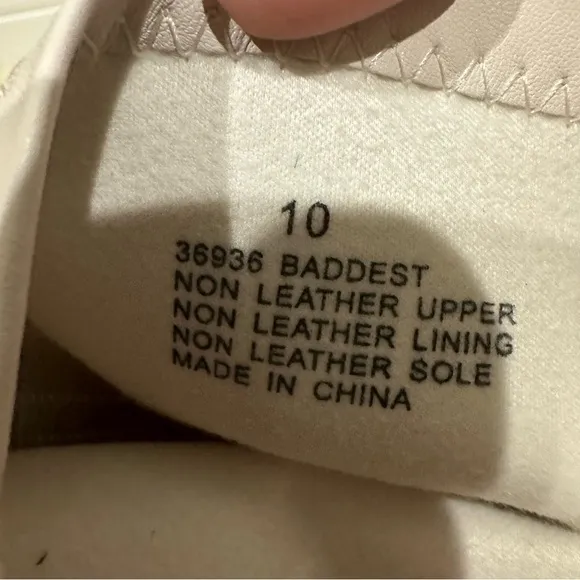 10
36936 BADDEST
NON LEATHER UPPER
NON LEATHER LINING
NON LEATHER SOLE
MADE IN CHINA